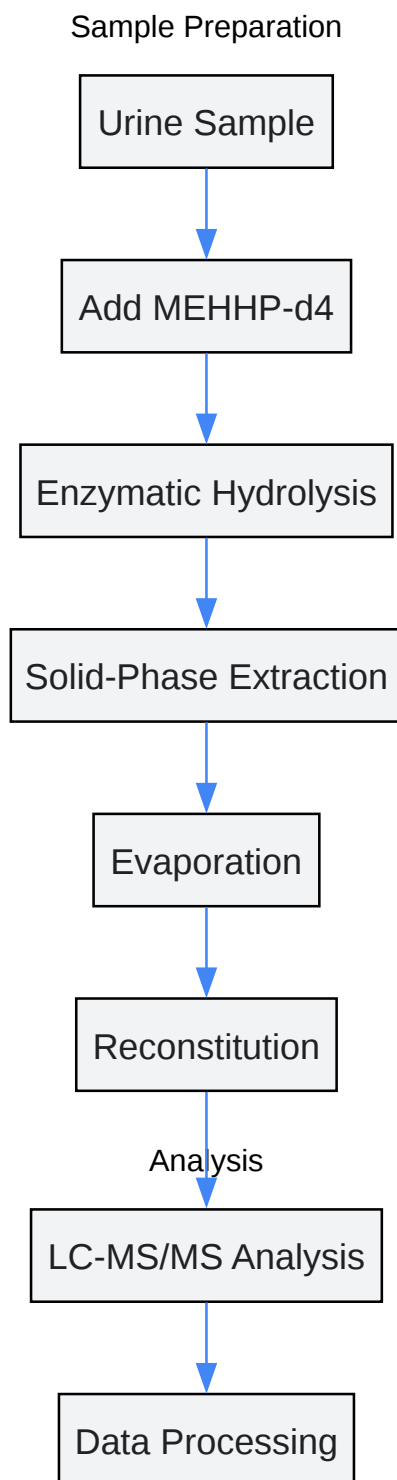 Sample Preparation
Urine Sample
Add MEHHP-d4
Enzymatic Hydrolysis
Solid-Phase Extraction
Evaporation
Reconstitution
Analysis
LC-MS/MS Analysis
Data Processing